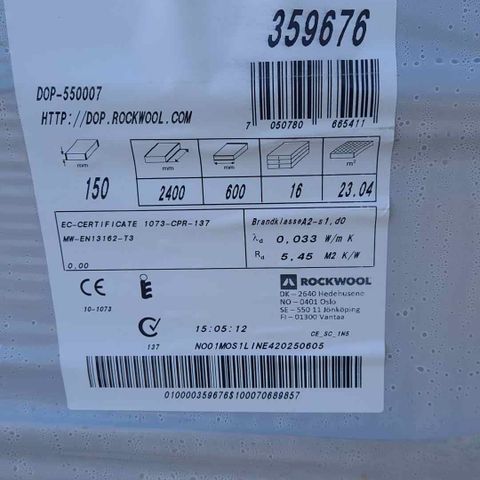 359676
DOP-550007
HTTP://DOP.ROCKWOOL.COM
7 050780 665411
mm mm mm m²
150 2400 600 16 23.04
EC-CERTIFICATE 1073-CPR-137
MW-EN13162-T3
0,00
BrandklasseA2-s1,d0
λd 0,033 W/m K
Rd 5,45 M2 K/W
ROCKWOOL
DK – 2640 Hedehusene
NO – 0401 Oslo
SE – 550 11 Jönköping
FI – 01300 Vantaa
CE
10-1073
15:05:12
CE_SC_1N5
137
NO01MOS1LINE420250605
010000359676$100070689857